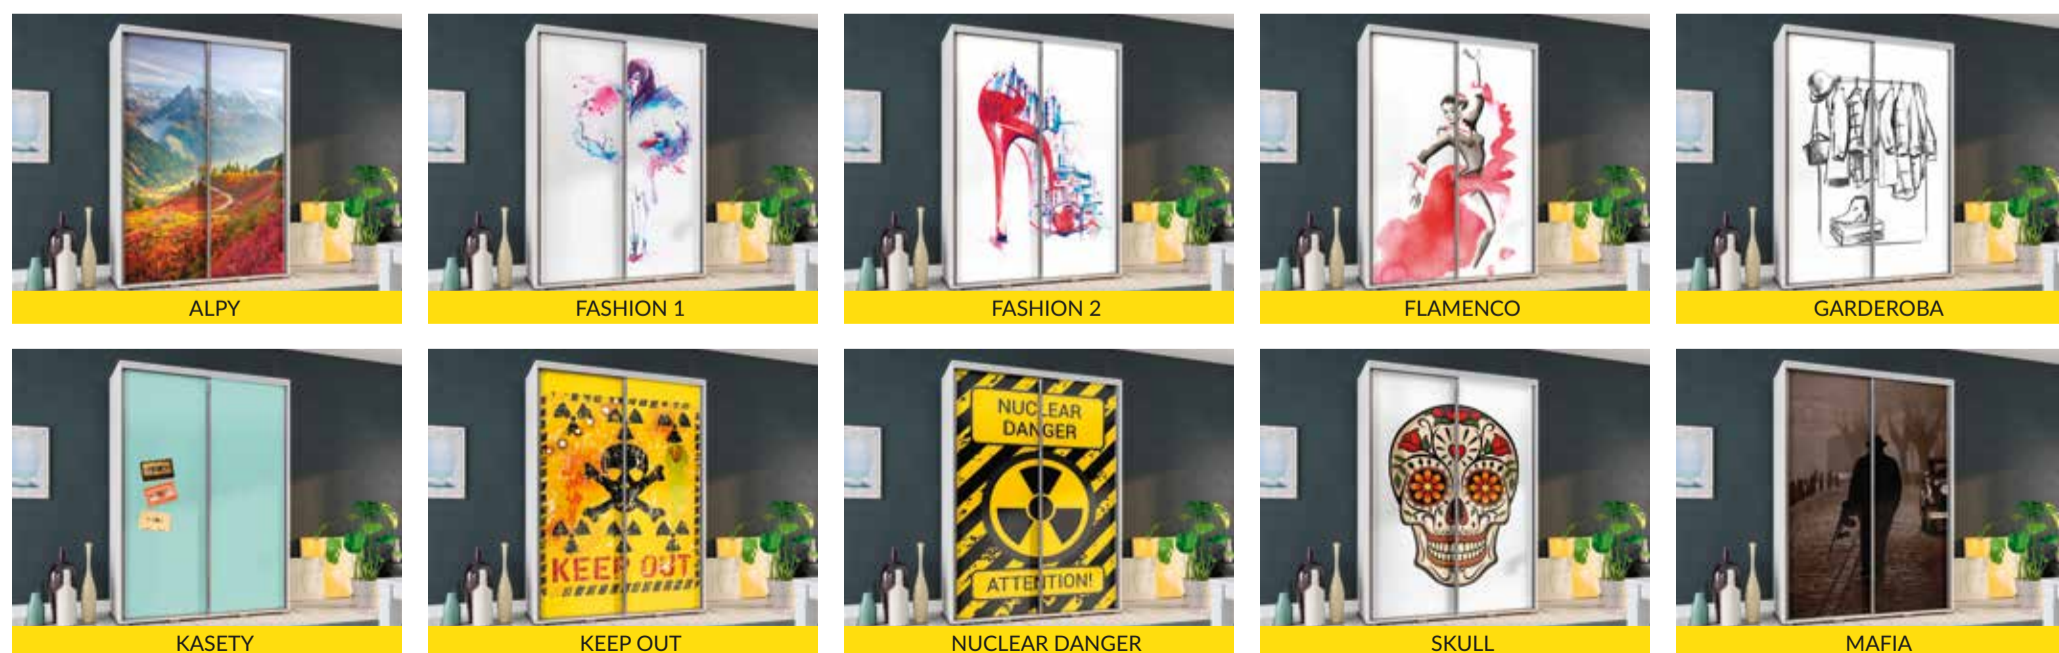 ALPY
FASHION 1
FASHION 2
FLAMENCO
GARDEROBA
KEEP OUT
NUCLEAR
DANGER
ATTENTION!
KASETY
KEEP OUT
NUCLEAR DANGER
SKULL
MAFIA